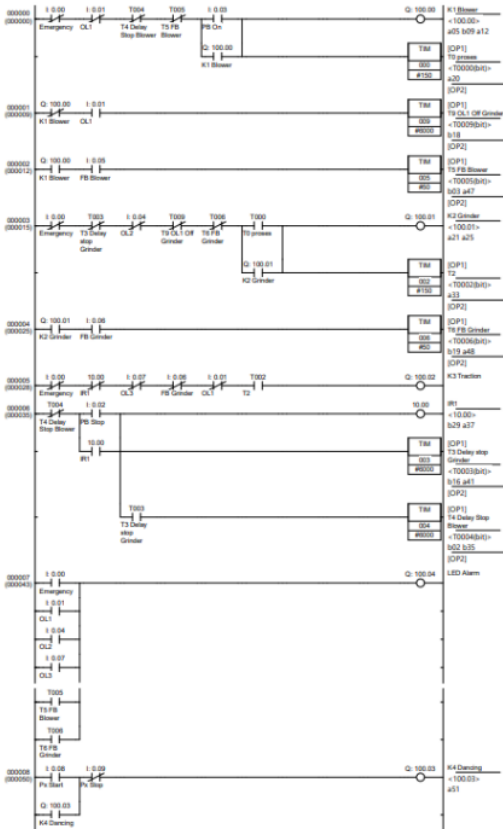 000000
(000000)
I: 0.00
I: 0.01
T004
T005
I: 0.03
Q: 100.00
K1 Blower
Emergency
OL1
T4 Delay
Stop Blower
T5 FB
Blower
PB On
<100.00>
a05 b09 a12
Q: 100.00
K1 Blower
TIM
000
#150
[OP1]
T0 proses
<T0000(bit)>
a20
[OP2]
000001
(000009)
Q: 100.00
I: 0.01
K1 Blower
OL1
TIM
009
#6000
[OP1]
T9 OL1 Off Grinder
<T0009(bit)>
b18
[OP2]
000002
(000012)
Q: 100.00
I: 0.05
K1 Blower
FB Blower
TIM
005
#50
[OP1]
T5 FB Blower
<T0005(bit)>
b03 a47
[OP2]
000003
(000015)
I: 0.00
T003
I: 0.04
T009
T006
T000
Q: 100.01
K2 Grinder
Emergency
T3 Delay
stop
Grinder
OL2
T9 OL1 Off
Grinder
T6 FB
Grinder
T0 proses
<100.01>
a21 a25
Q: 100.01
K2 Grinder
TIM
002
#150
[OP1]
T2
<T0002(bit)>
a33
[OP2]
000004
(000025)
Q: 100.01
I: 0.06
K2 Grinder
FB Grinder
TIM
006
#50
[OP1]
T6 FB Grinder
<T0006(bit)>
b19 a48
[OP2]
000005
(000028)
I: 0.00
10.00
I: 0.07
I: 0.06
I: 0.01
T002
Q: 100.02
K3 Traction
Emergency
IR1
OL3
FB Grinder
OL1
T2
000006
(000035)
T004
I: 0.02
10.00
IR1
T4 Delay
Stop Blower
PB Stop
<10.00>
b29 a37
10.00
IR1
TIM
003
#6000
[OP1]
T3 Delay stop
Grinder
<T0003(bit)>
b16 a41
[OP2]
T003
T3 Delay
stop
Grinder
TIM
004
#6000
[OP1]
T4 Delay Stop
Blower
<T0004(bit)>
b02 b35
[OP2]
000007
(000043)
I: 0.00
Q: 100.04
LED Alarm
Emergency
I: 0.01
OL1
I: 0.04
OL2
I: 0.07
OL3
T005
T5 FB
Blower
T006
T6 FB
Grinder
000008
(000050)
I: 0.08
I: 0.09
Q: 100.03
K4 Dancing
Px Start
Px Stop
<100.03>
a51
Q: 100.03
K4 Dancing